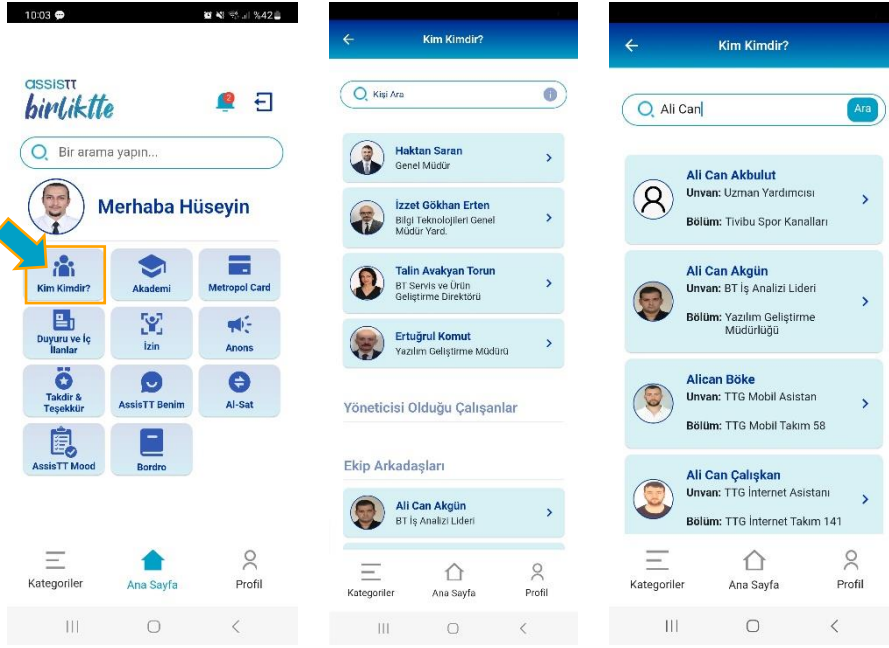 10:03
%42
assistt
birliktte
2
Bir arama yapın...
Merhaba Hüseyin
Kim Kimdir?
Akademi
Metropol Card
Duyuru ve İç
İlanlar
İzin
Anons
Takdir &
Teşekkür
AssisTT Benim
Al-Sat
AssisTT Mood
Bordro
Kategoriler
Ana Sayfa
Profil
Kim Kimdir?
Kişi Ara
Haktan Saran
Genel Müdür
İzzet Gökhan Erten
Bilgi Teknolojileri Genel
Müdür Yard.
Talin Avakyan Torun
BT Servis ve Ürün
Geliştirme Direktörü
Ertuğrul Komut
Yazılım Geliştirme Müdürü
Yöneticisi Olduğu Çalışanlar
Ekip Arkadaşları
Ali Can Akgün
BT İş Analizi Lideri
Kategoriler
Ana Sayfa
Profil
Kim Kimdir?
Ali Can
Ara
Ali Can Akbulut
Unvan: Uzman Yardımcısı
Bölüm: Tivibu Spor Kanalları
Ali Can Akgün
Unvan: BT İş Analizi Lideri
Bölüm: Yazılım Geliştirme
Müdürlüğü
Alican Böke
Unvan: TTG Mobil Asistan
Bölüm: TTG Mobil Takım 58
Ali Can Çalışkan
Unvan: TTG İnternet Asistanı
Bölüm: TTG İnternet Takım 141
Kategoriler
Ana Sayfa
Profil